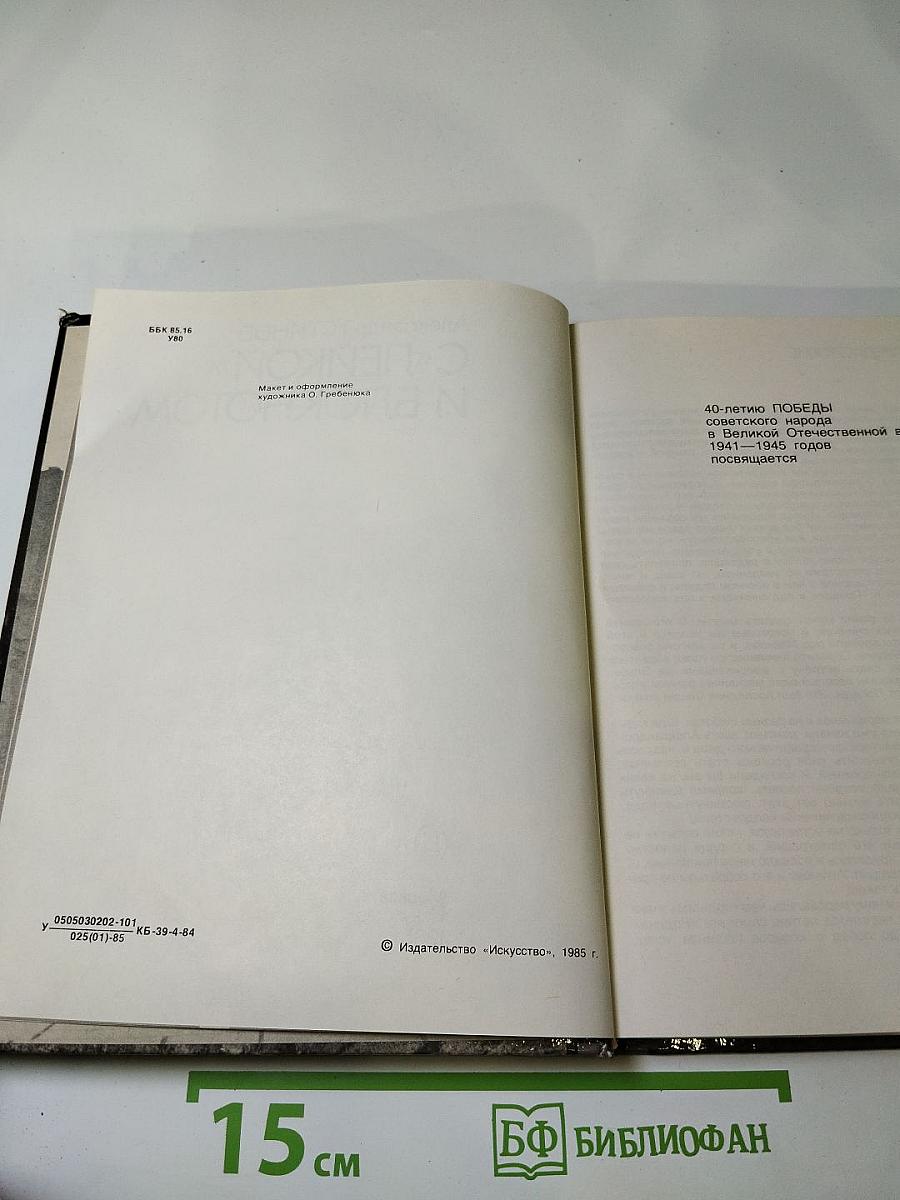 ББК 85.16
У80
Макет и оформление
художника О. Гребенюка
У 0505030202-101 КБ-39-4-84
025(01)-85
© Издательство «Искусство», 1985 г.
40-летию ПОБЕДЫ
советского народа
в Великой Отечественной в
1941—1945 годов
посвящается
15 см
БФ БИБЛИОФАН